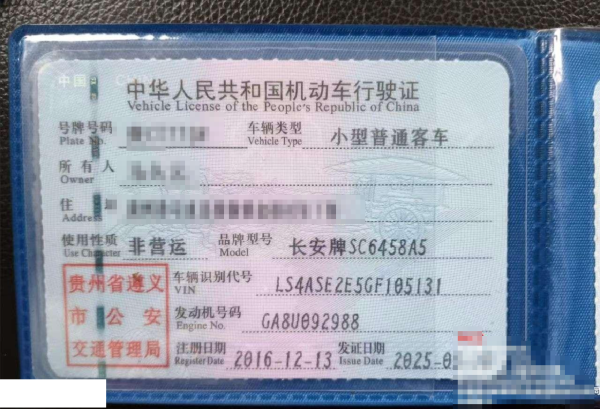 中华人民共和国机动车行驶证
Vehicle License of the People's Republic of China
号牌号码 Plate No. 车辆类型 Vehicle Type 小型普通客车
所有人 Owner
住 Address
使用性质 Use Character 非营运 品牌型号 Model 长安牌SC6458A5
贵州省遵义 车辆识别代号 VIN LS4ASE2E5GF105131
市公安 发动机号码 Engine No. GA8U092988
交通管理局 注册日期 Register Date 2016-12-13 发证日期 Issue Date 2025-0